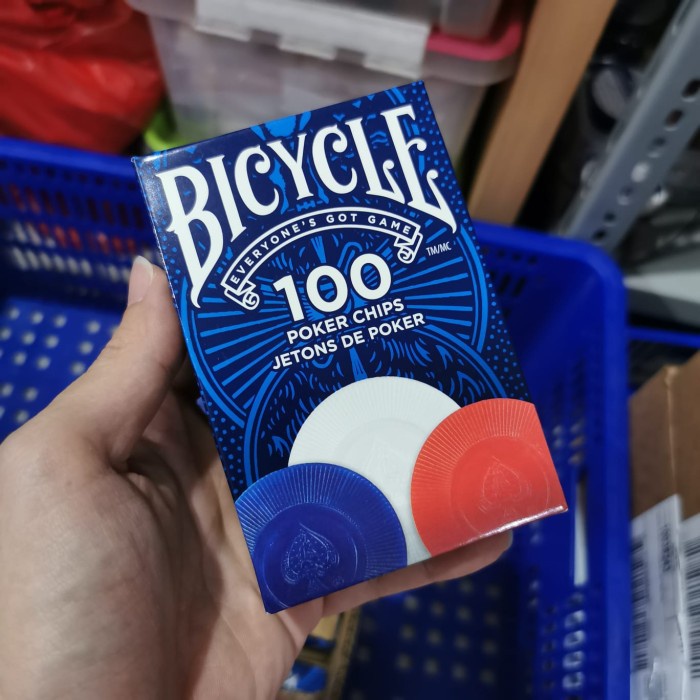 BICYCLE
EVERYONE'S GOT GAME
TM/MC
100
POKER CHIPS
JETONS DE POKER